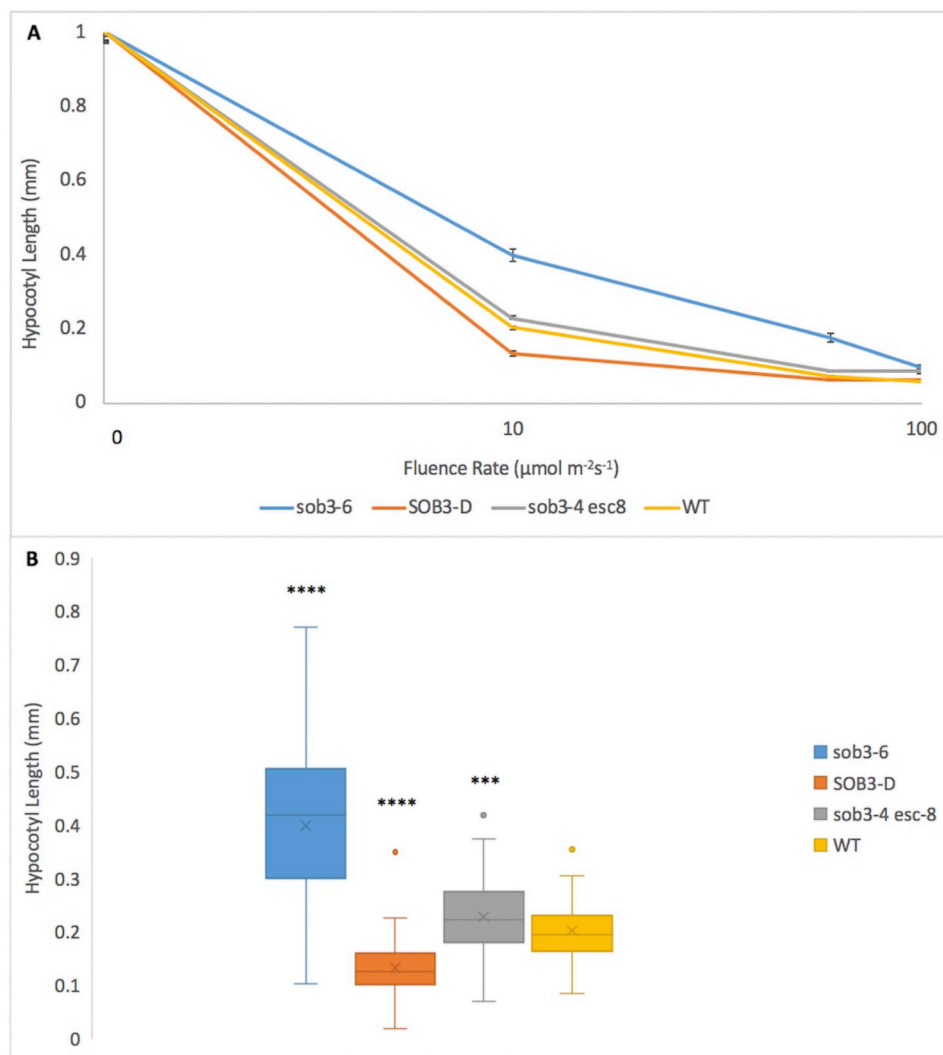 A
1
0.8
0.6
0.4
0.2
0
Hypocotyl Length (mm)
0 10 100
Fluence Rate (µmol m⁻²s⁻¹)
sob3-6 SOB3-D sob3-4 esc8 WT
B
0.9
0.8
0.7
0.6
0.5
0.4
0.3
0.2
0.1
0
Hypocotyl Length (mm)
****
****
***
sob3-6
SOB3-D
sob3-4 esc-8
WT